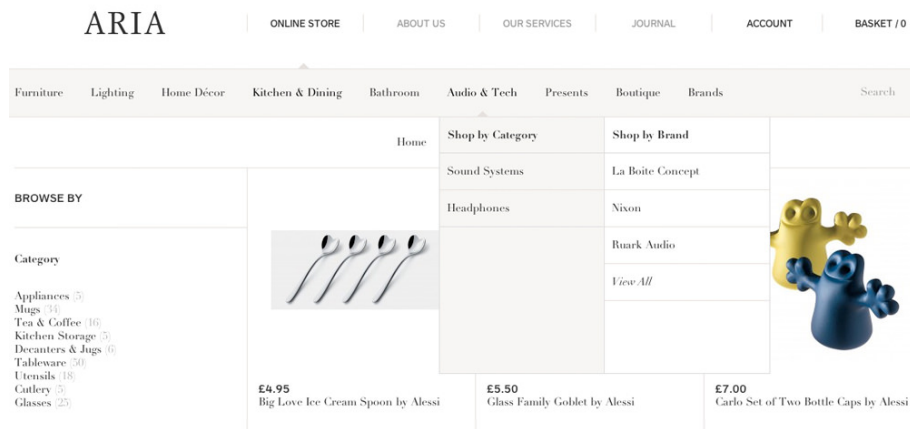 ARIA
ONLINE STORE
ABOUT US
OUR SERVICES
JOURNAL
ACCOUNT
BASKET / 0
Furniture
Lighting
Home Décor
Kitchen & Dining
Bathroom
Audio & Tech
Presents
Boutique
Brands
Search
Home
Shop by Category
Sound Systems
Headphones
Shop by Brand
La Boite Concept
Nixon
Ruark Audio
View All
BROWSE BY
Category
Appliances (5)
Mugs (34)
Tea & Coffee (16)
Kitchen Storage (5)
Decanters & Jugs (6)
Tableware (50)
Utensils (18)
Cutlery (5)
Glasses (25)
£4.95
Big Love Ice Cream Spoon by Alessi
£5.50
Glass Family Goblet by Alessi
£7.00
Carlo Set of Two Bottle Caps by Alessi